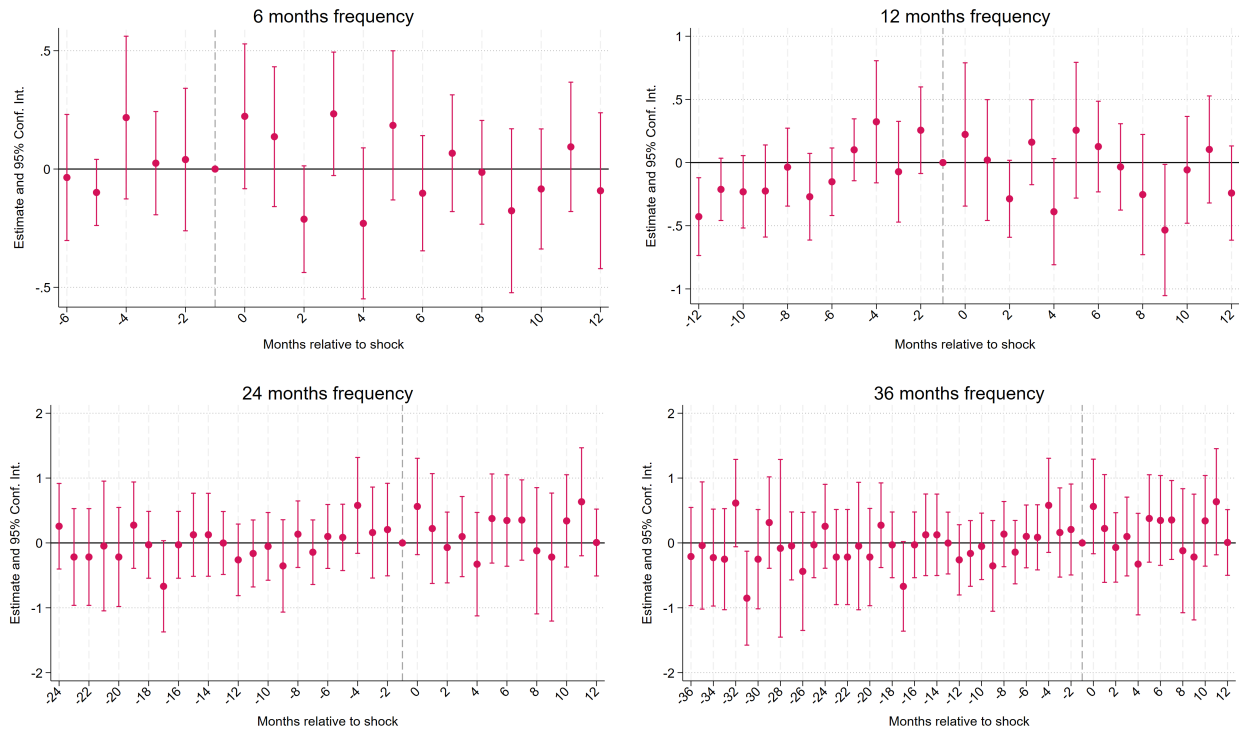 6 months frequency
Estimate and 95% Conf. Int.
.5
0
-.5
-6 -4 -2 0 2 4 6 8 10 12
Months relative to shock
12 months frequency
Estimate and 95% Conf. Int.
1
.5
0
-.5
-1
-12 -10 -8 -6 -4 -2 0 2 4 6 8 10 12
Months relative to shock
24 months frequency
Estimate and 95% Conf. Int.
2
1
0
-1
-2
-24 -22 -20 -18 -16 -14 -12 -10 -8 -6 -4 -2 0 2 4 6 8 10 12
Months relative to shock
36 months frequency
Estimate and 95% Conf. Int.
2
1
0
-1
-2
-36 -34 -32 -30 -28 -26 -24 -22 -20 -18 -16 -14 -12 -10 -8 -6 -4 -2 0 2 4 6 8 10 12
Months relative to shock